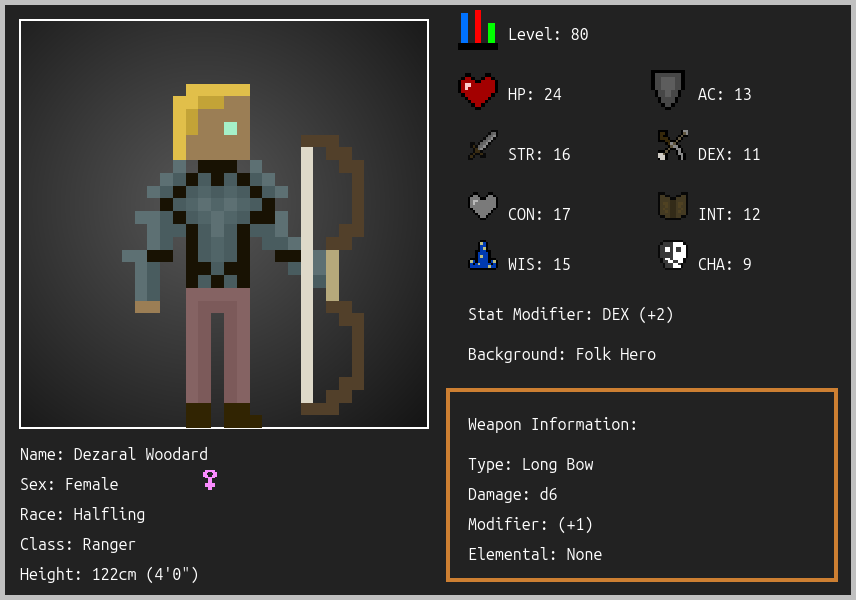 Level: 80
HP: 24
AC: 13
STR: 16
DEX: 11
CON: 17
INT: 12
WIS: 15
CHA: 9
Stat Modifier: DEX (+2)
Background: Folk Hero
Weapon Information:
Type: Long Bow
Damage: d6
Modifier: (+1)
Elemental: None
Name: Dezaral Woodard
Sex: Female
Race: Halfling
Class: Ranger
Height: 122cm (4'0")